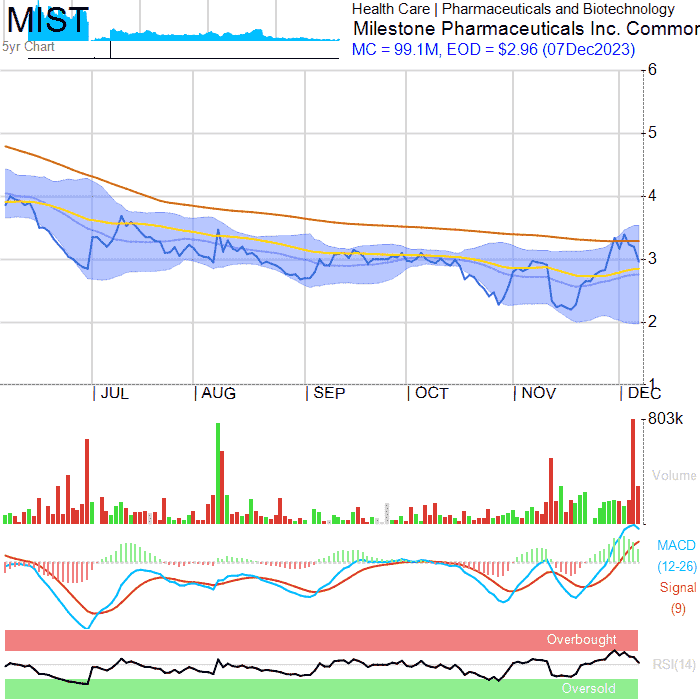 MIST
5yr Chart
Health Care | Pharmaceuticals and Biotechnology
Milestone Pharmaceuticals Inc. Common
MC = 99.1M, EOD = $2.96 (07Dec2023)
6
5
4
3
2
1
JUL AUG SEP OCT NOV DEC
803k
Volume
MACD
(12-26)
Signal
(9)
Overbought
RSI(14)
Oversold